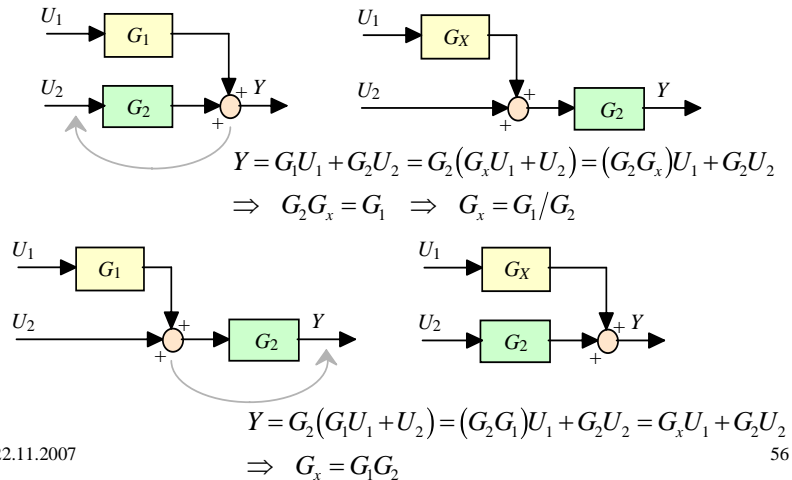 U₁ G₁ U₁ Gₓ
U₂ G₂ + Y + U₂ + + G₂ Y
Y = G₁U₁ + G₂U₂ = G₂(GₓU₁ + U₂) = (G₂Gₓ)U₁ + G₂U₂
⇒ G₂Gₓ = G₁ ⇒ Gₓ = G₁/G₂
U₁ G₁ U₁ Gₓ
U₂ + + G₂ Y U₂ G₂ + + Y
Y = G₂(G₁U₁ + U₂) = (G₂G₁)U₁ + G₂U₂ = GₓU₁ + G₂U₂
2.11.2007 56
⇒ Gₓ = G₁G₂